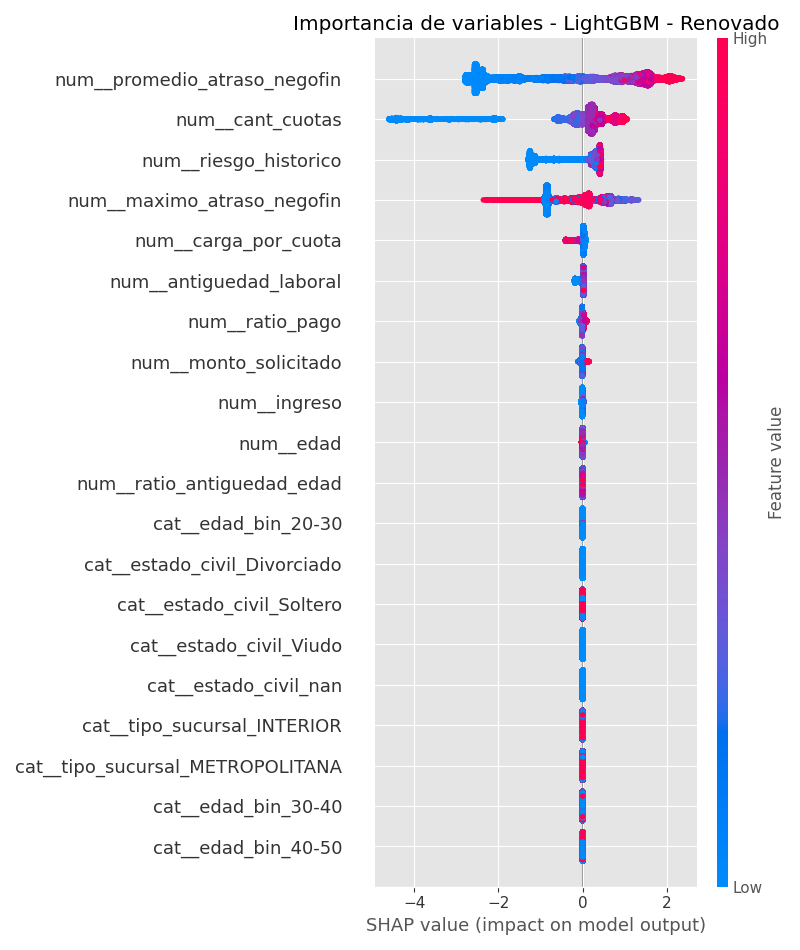 Importancia de variables - LightGBM - Renovado
High
num__promedio_atraso_negofin
num__cant_cuotas
num__riesgo_historico
num__maximo_atraso_negofin
num__carga_por_cuota
num__antiguedad_laboral
num__ratio_pago
num__monto_solicitado
num__ingreso
num__edad
num__ratio_antiguedad_edad
cat__edad_bin_20-30
cat__estado_civil_Divorciado
cat__estado_civil_Soltero
cat__estado_civil_Viudo
cat__estado_civil_nan
cat__tipo_sucursal_INTERIOR
cat__tipo_sucursal_METROPOLITANA
cat__edad_bin_30-40
cat__edad_bin_40-50
Feature value
Low
−4 −2 0 2
SHAP value (impact on model output)